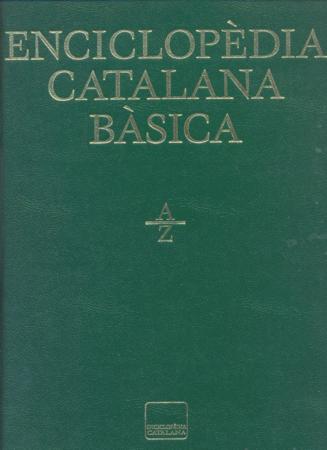 ENCICLOPÈDIA
CATALANA
BÀSICA
A
Z
ENCICLOPÈDIA
CATALANA